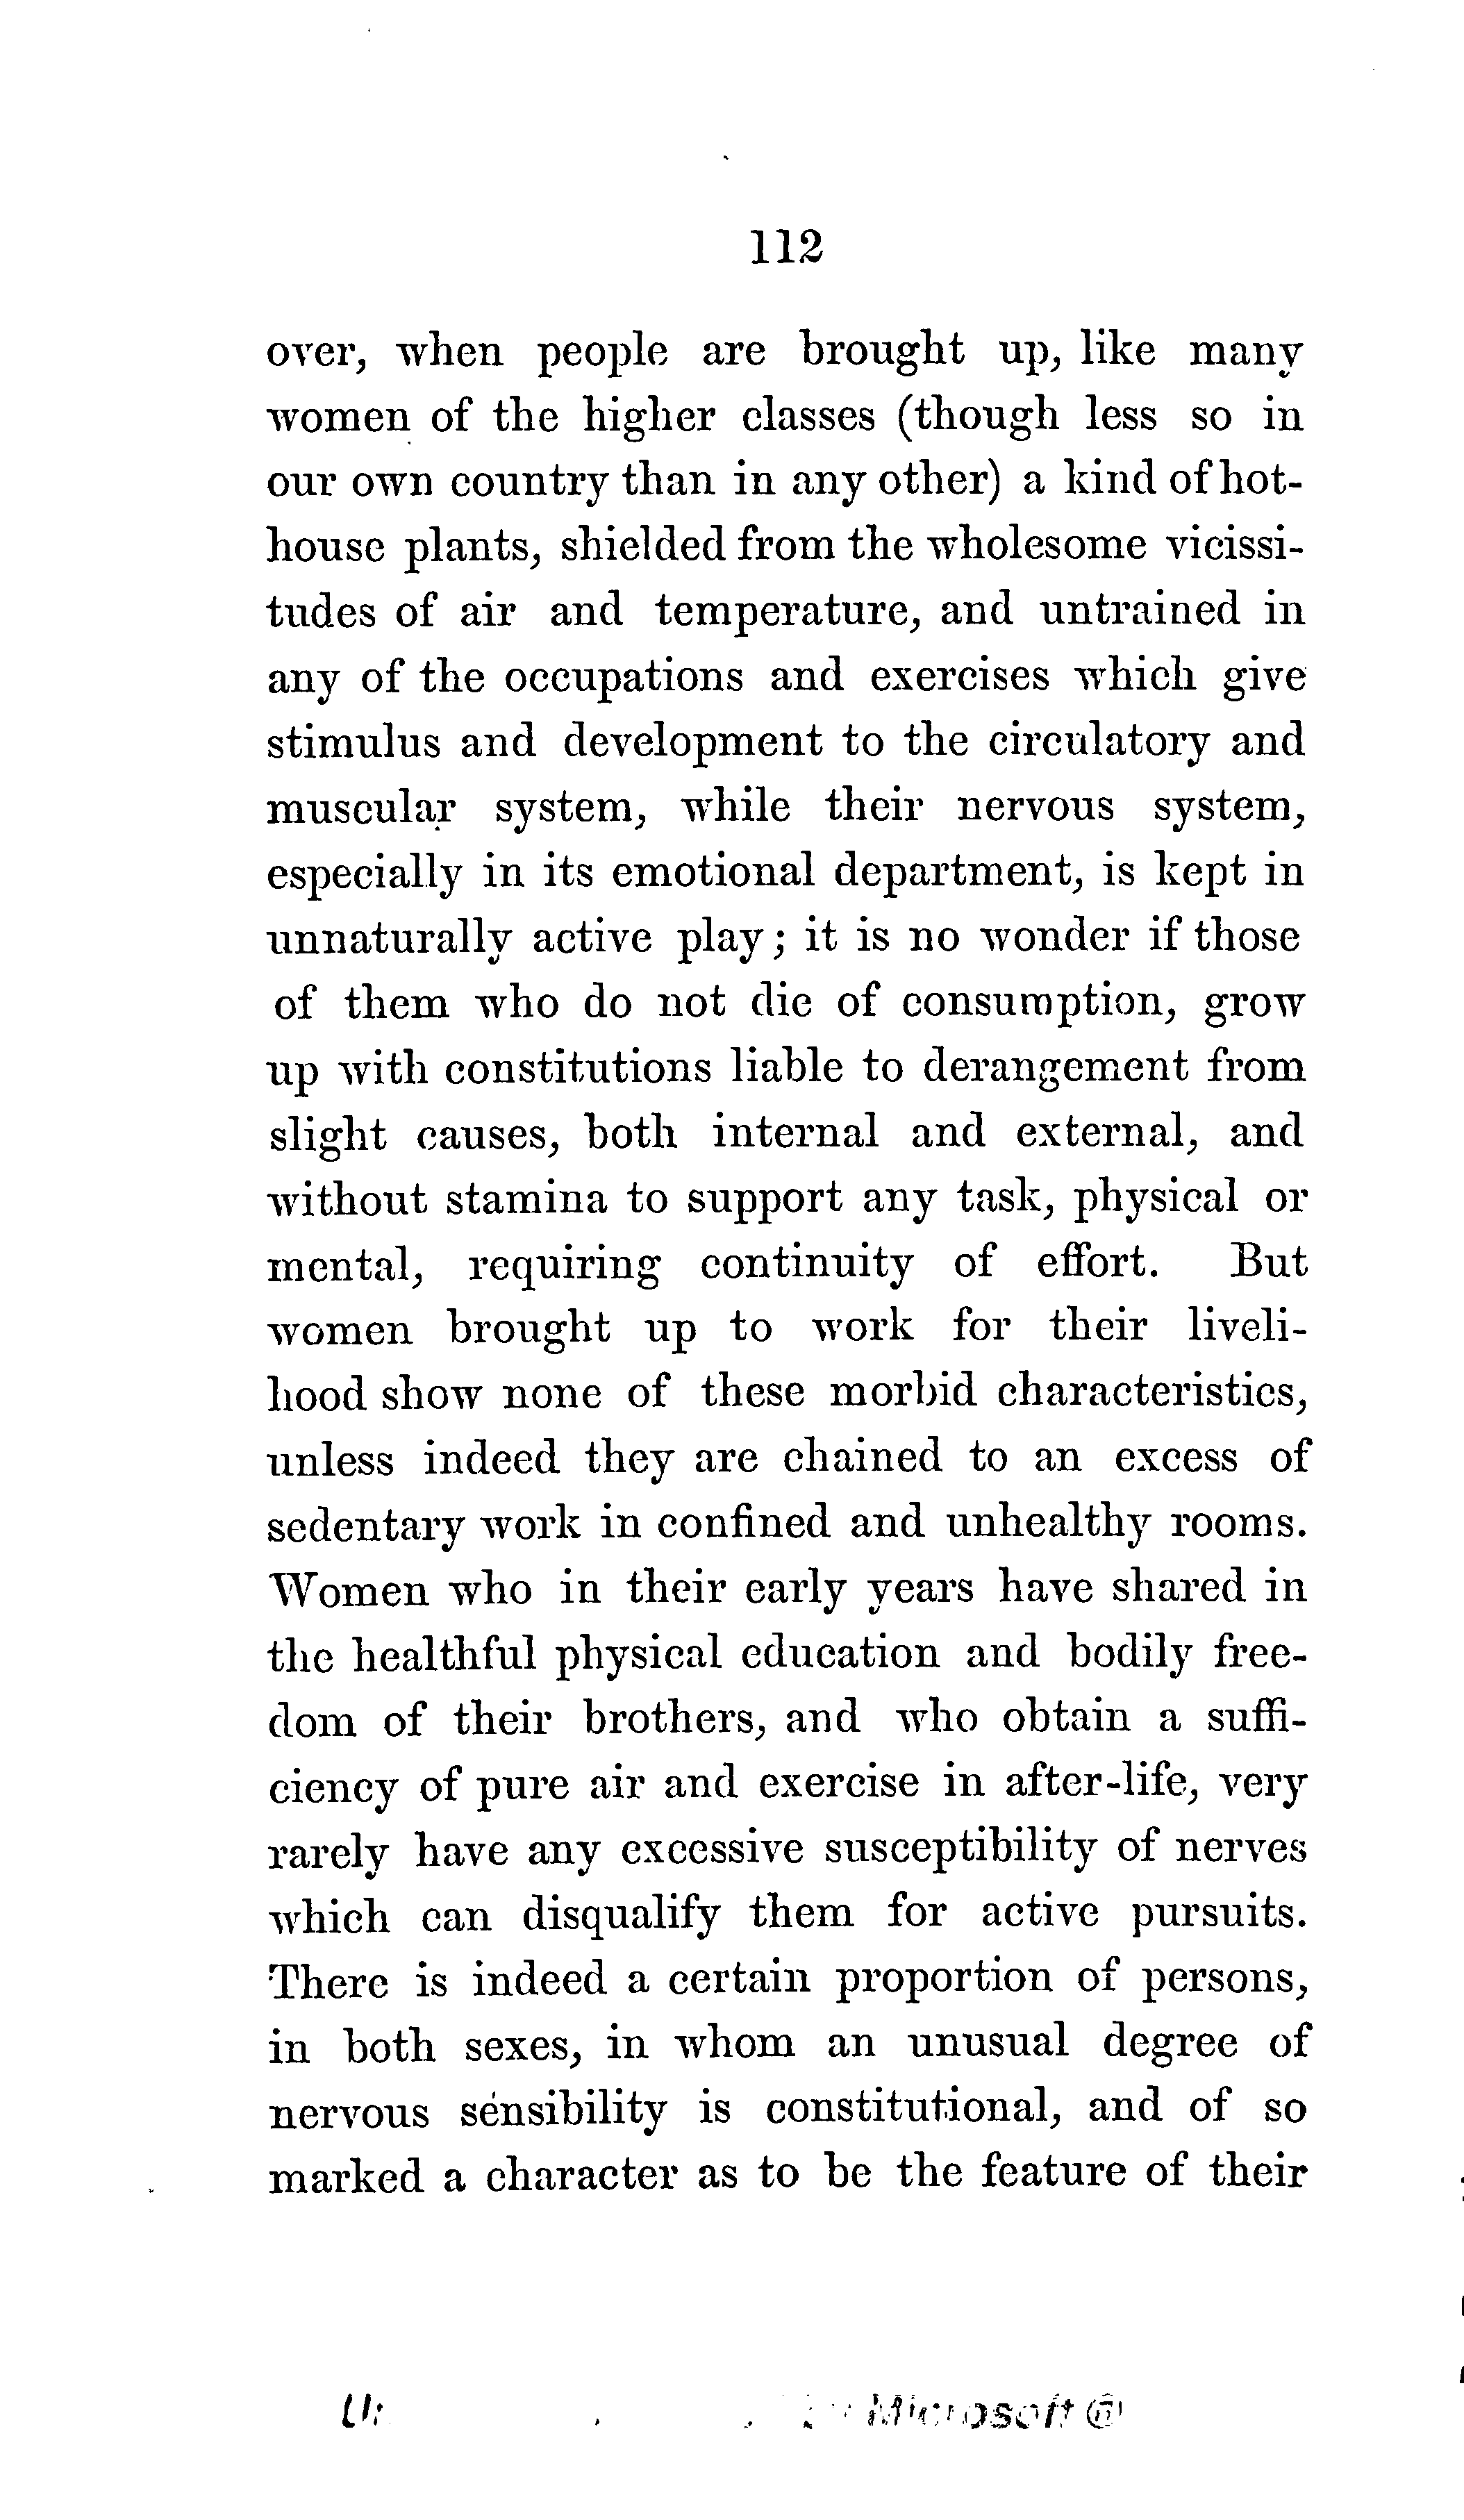 112
over, when people are brought up, like many
women of the higher classes (though less so in
our own country than in any other) a kind of hot-
house plants, shielded from the wholesome vicissi-
tudes of air and temperature, and untrained in
any of the occupations and exercises which give
stimulus and development to the circulatory and
muscular system, while their nervous system,
especially in its emotional department, is kept in
unnaturally active play; it is no wonder if those
of them who do not die of consumption, grow
up with constitutions liable to derangement from
slight causes, both internal and external, and
without stamina to support any task, physical or
mental, requiring continuity of effort. But
women brought up to work for their liveli-
hood show none of these morbid characteristics,
unless indeed they are chained to an excess of
sedentary work in confined and unhealthy rooms.
Women who in their early years have shared in
the healthful physical education and bodily free-
dom of their brothers, and who obtain a suffi-
ciency of pure air and exercise in after-life, very
rarely have any excessive susceptibility of nerves
which can disqualify them for active pursuits.
There is indeed a certain proportion of persons,
in both sexes, in whom an unusual degree of
nervous sensibility is constitutional, and of so
marked a character as to be the feature of their
Microsoft ®